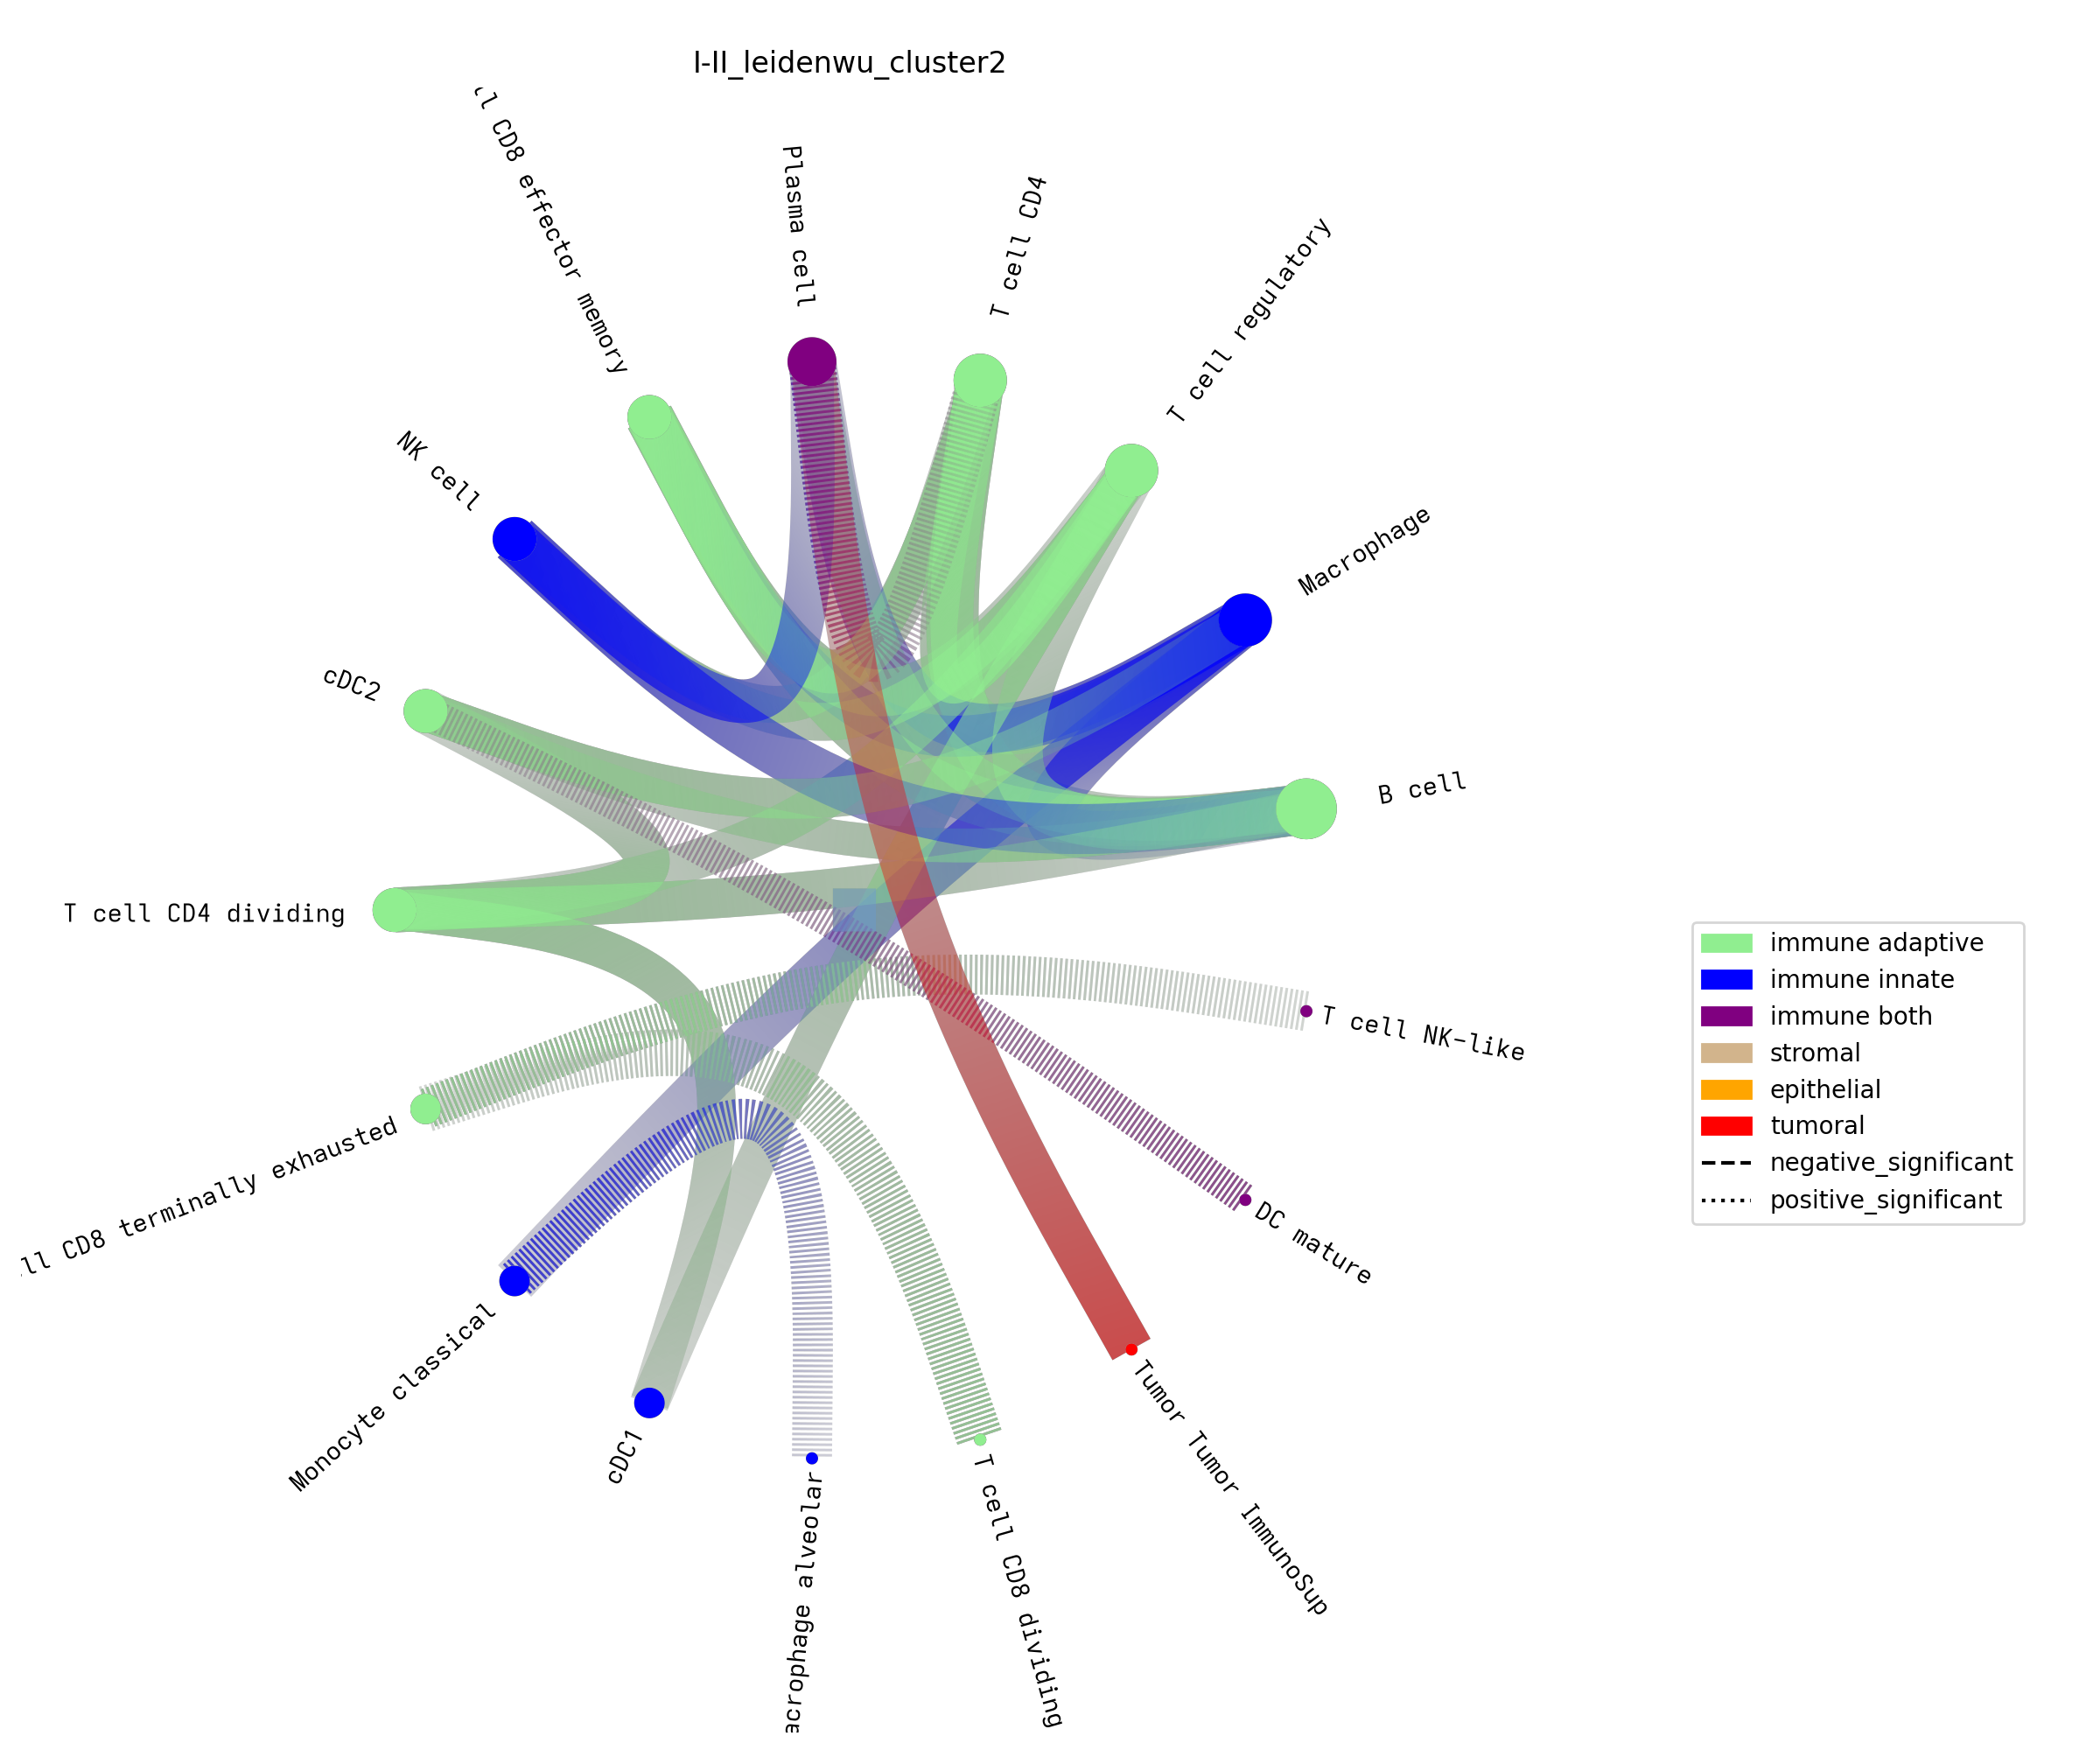 I-II_leidenwu_cluster2
ll CD8 effector memory
Plasma cell
T cell CD4
T cell regulatory
Macrophage
B cell
NK cell
cDC2
T cell CD4 dividing
ll CD8 terminally exhausted
Monocyte classical
cDC1
acrophage alveolar
T cell CD8 dividing
Tumor Tumor ImmunoSup
DC mature
T cell NK-like
immune adaptive
immune innate
immune both
stromal
epithelial
tumoral
negative_significant
positive_significant